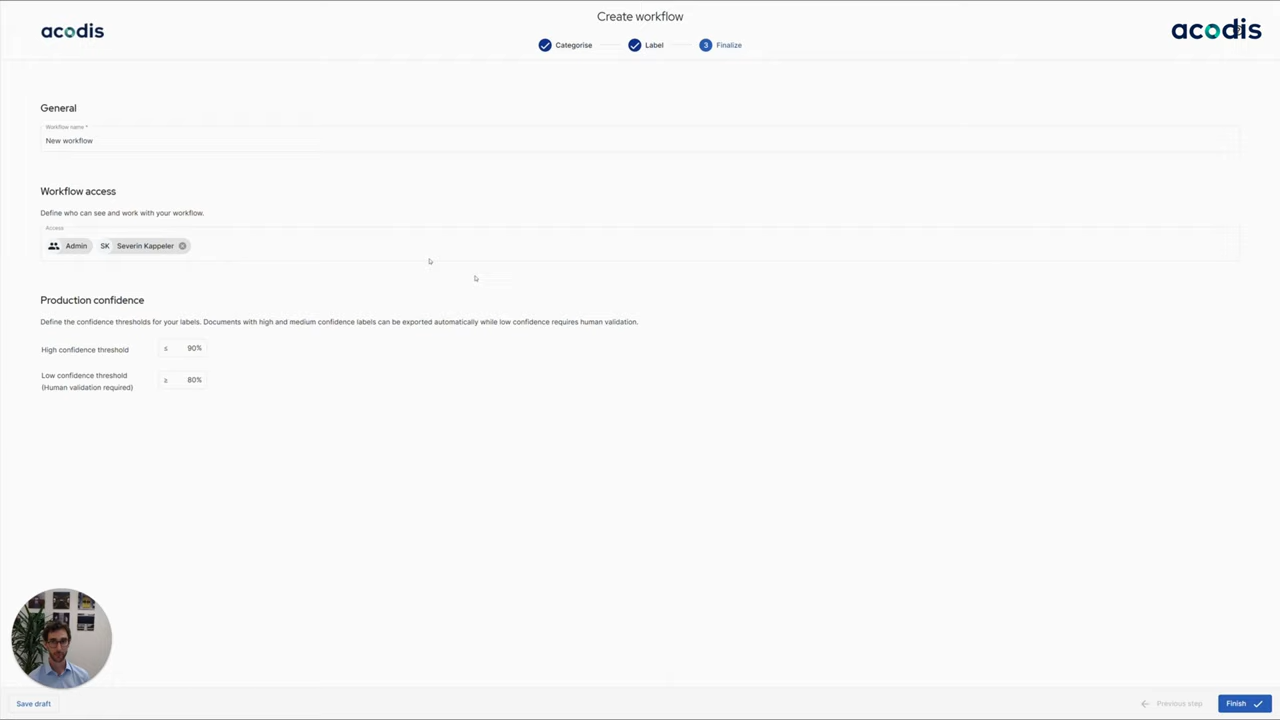 Create workflow
acodis
acodis
Categorise
Label
3 Finalize
General
Workflow name *
New workflow
Workflow access
Define who can see and work with your workflow.
Access
Admin SK Severin Kappeler
Production confidence
Define the confidence thresholds for your labels. Documents with high and medium confidence labels can be exported automatically while low confidence requires human validation.
High confidence threshold ≤ 90%
Low confidence threshold
(Human validation required) ≥ 80%
Save draft
Previous step
Finish